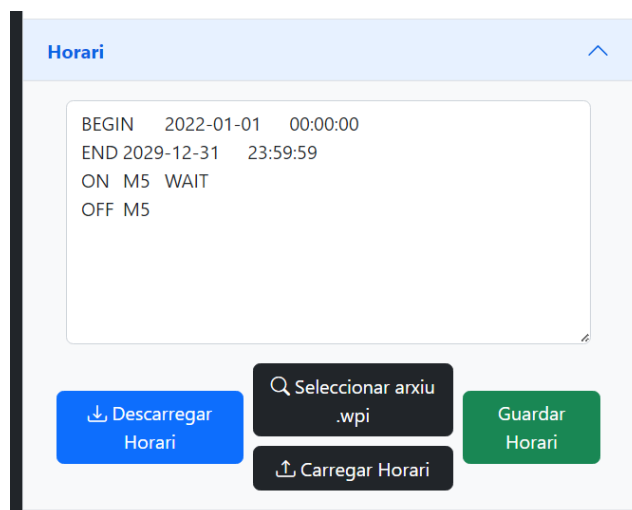 Horari
BEGIN 2022-01-01 00:00:00
END 2029-12-31 23:59:59
ON M5 WAIT
OFF M5
Descarregar
Horari
Seleccionar arxiu
.wpi
Carregar Horari
Guardar
Horari